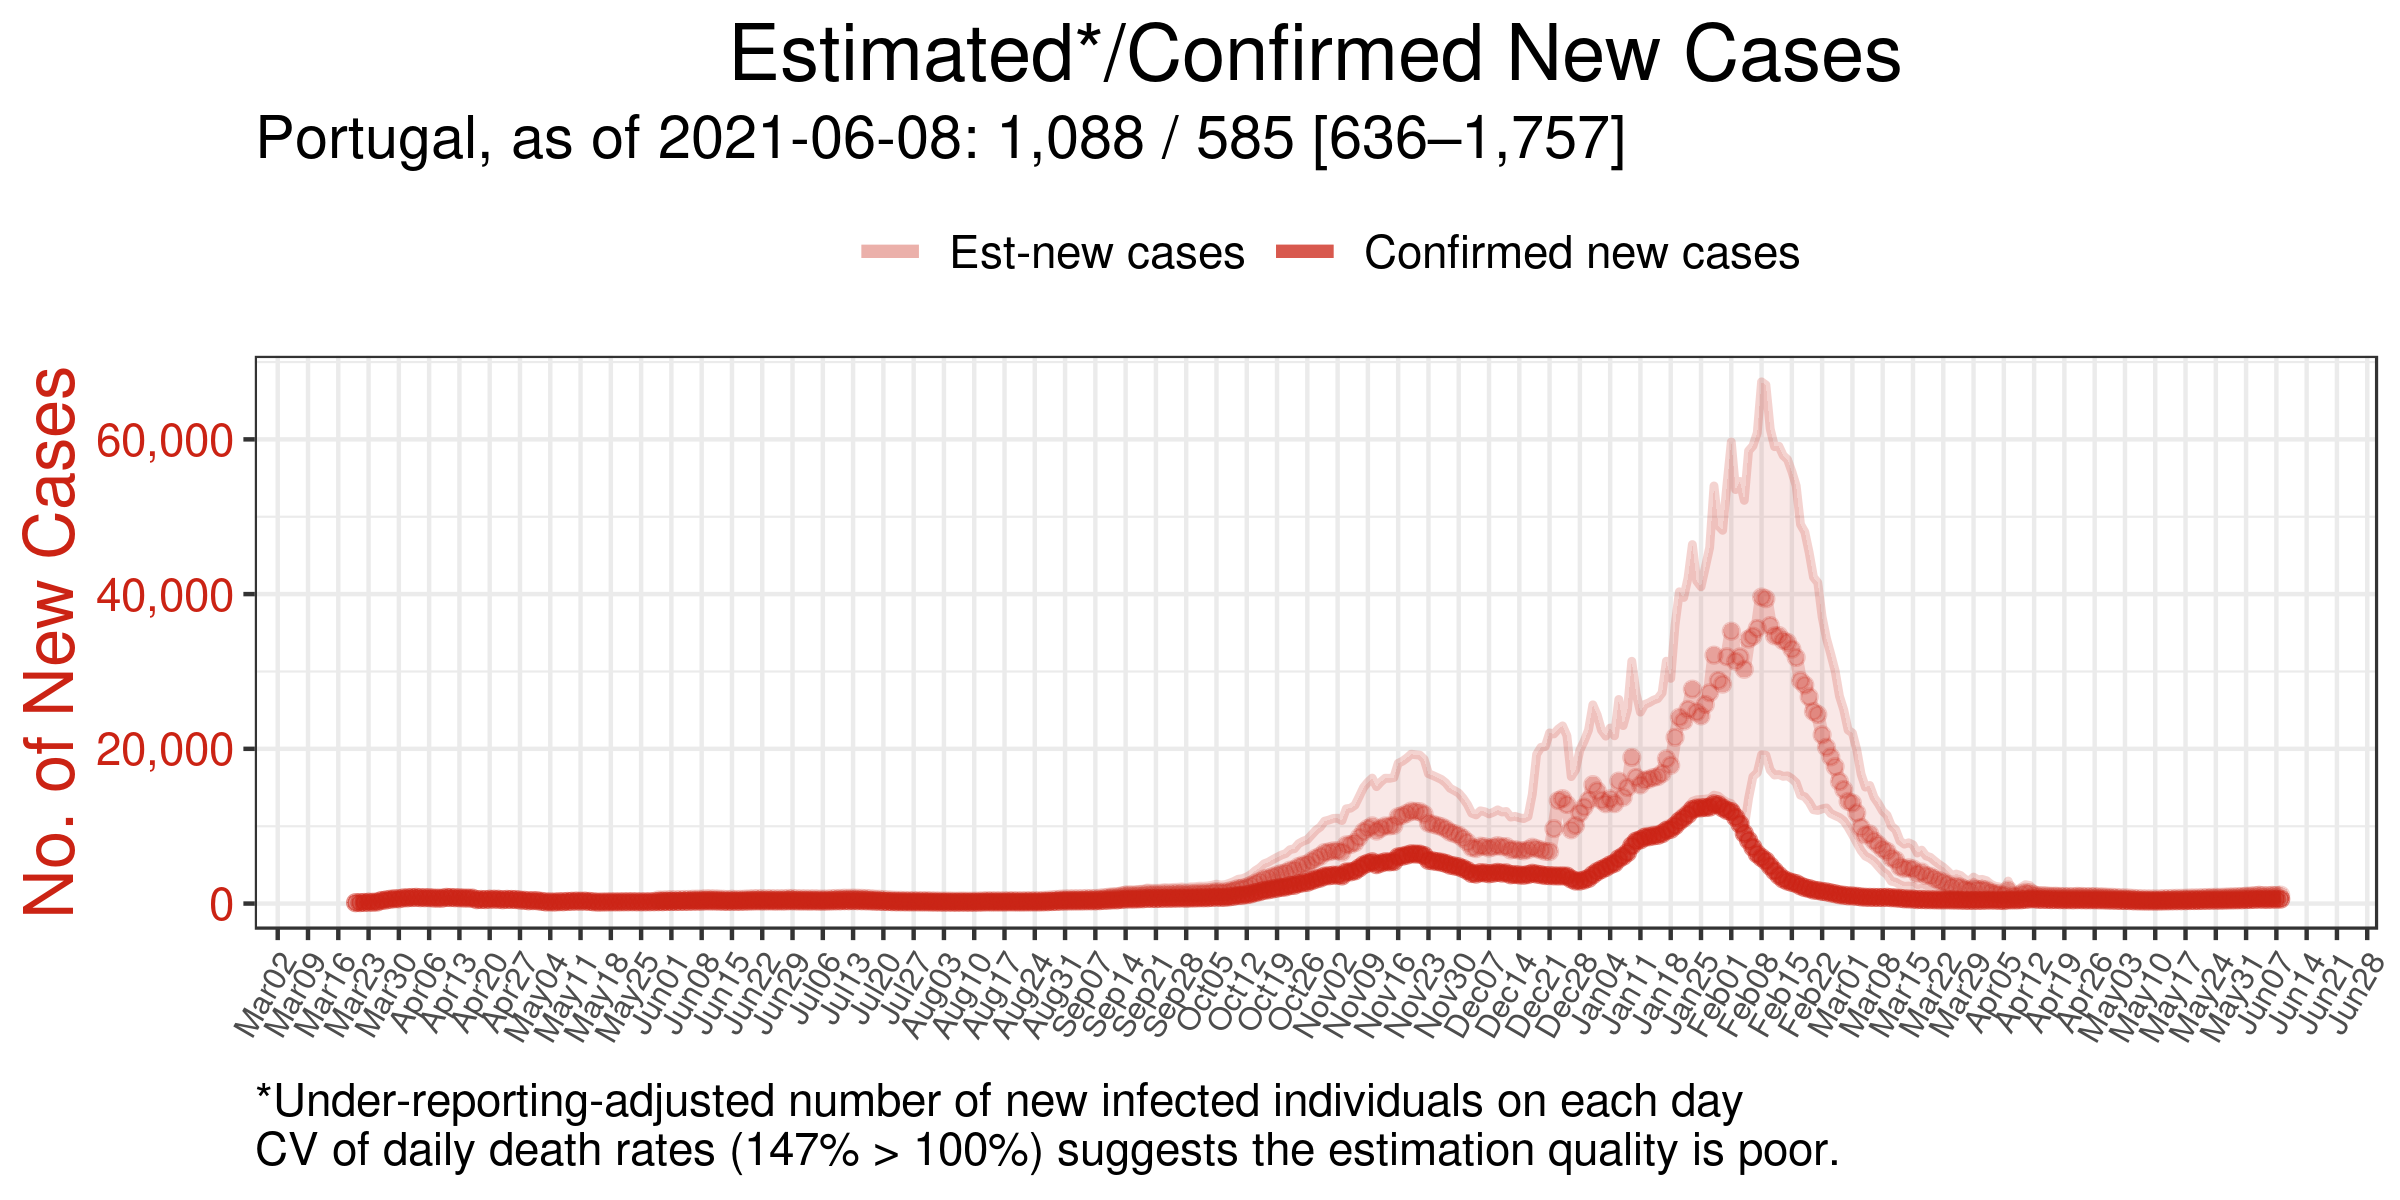 Estimated*/Confirmed New Cases
Portugal, as of 2021-06-08: 1,088 / 585 [636–1,757]
Est-new cases
Confirmed new cases
No. of New Cases
60,000
40,000
20,000
0
Mar02
Mar09
Mar16
Mar23
Mar30
Apr06
Apr13
Apr20
Apr27
May04
May11
May18
May25
Jun01
Jun08
Jun15
Jun22
Jun29
Jul06
Jul13
Jul20
Jul27
Aug03
Aug10
Aug17
Aug24
Aug31
Sep07
Sep14
Sep21
Sep28
Oct05
Oct12
Oct19
Oct26
Nov02
Nov09
Nov16
Nov23
Nov30
Dec07
Dec14
Dec21
Dec28
Jan04
Jan11
Jan18
Jan25
Feb01
Feb08
Feb15
Feb22
Mar01
Mar08
Mar15
Mar22
Mar29
Apr05
Apr12
Apr19
Apr26
May03
May10
May17
May24
May31
Jun07
Jun14
Jun21
Jun28
*Under-reporting-adjusted number of new infected individuals on each day
CV of daily death rates (147% > 100%) suggests the estimation quality is poor.